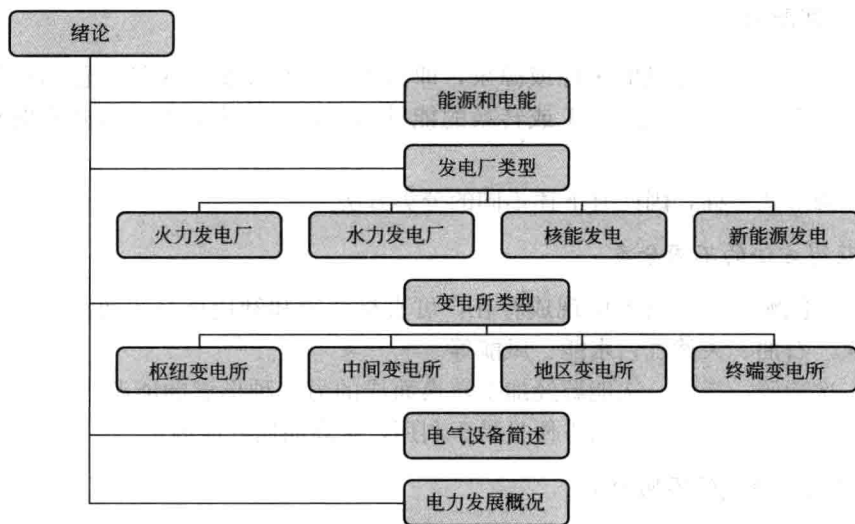 绪论
能源和电能
发电厂类型
火力发电厂
水力发电厂
核能发电
新能源发电
变电所类型
枢纽变电所
中间变电所
地区变电所
终端变电所
电气设备简述
电力发展概况